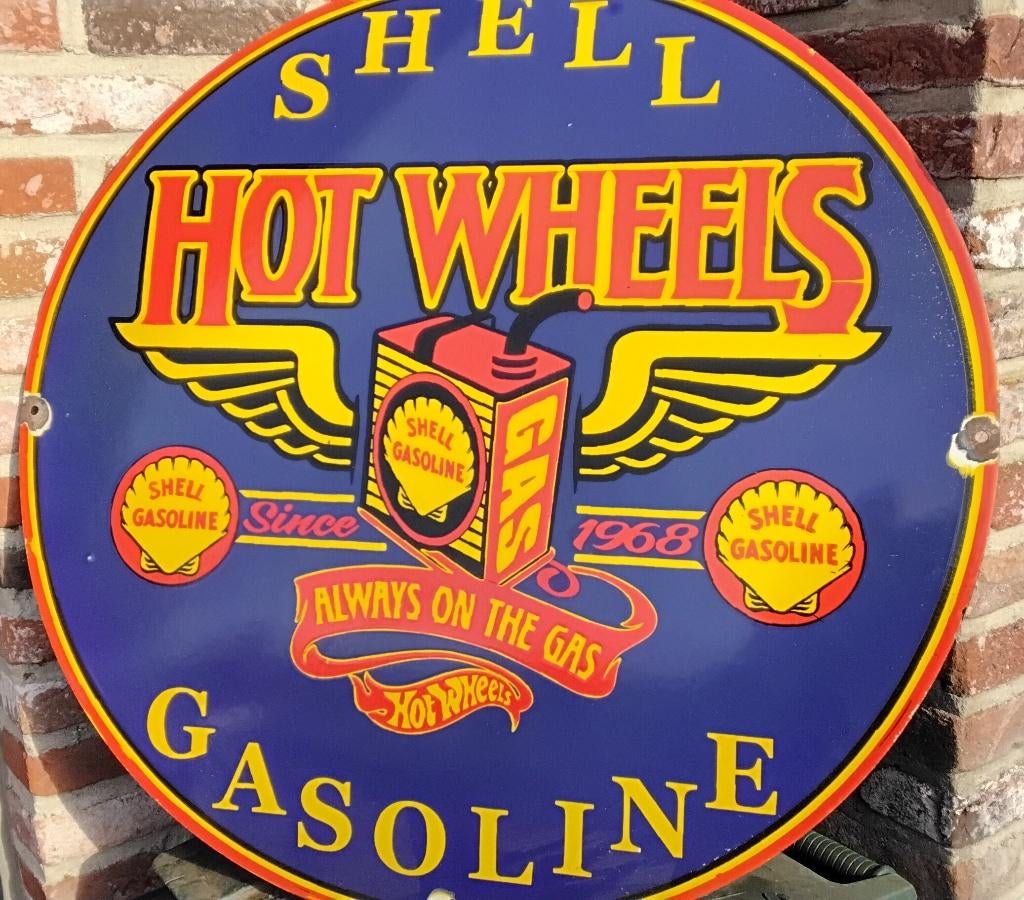 SHELL
HOT WHEELS
SHELL
GASOLINE
GAS
SHELL
GASOLINE
Since
1968
SHELL
GASOLINE
ALWAYS ON THE GAS
Hot Wheels
GASOLINE